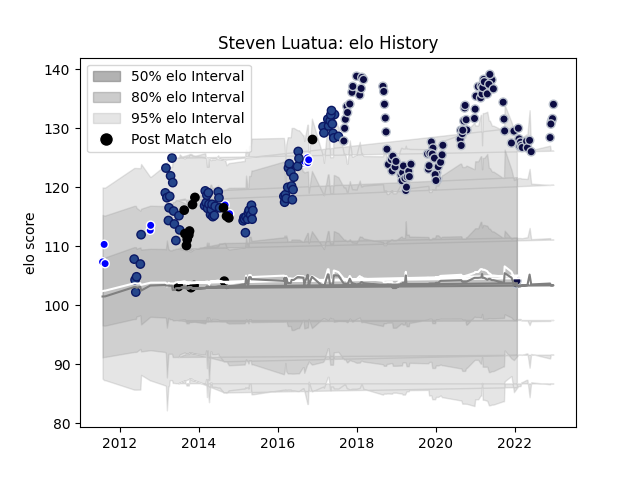 Steven Luatua: elo History
50% elo Interval
80% elo Interval
95% elo Interval
Post Match elo
elo score
140
130
120
110
100
90
80
2012 2014 2016 2018 2020 2022